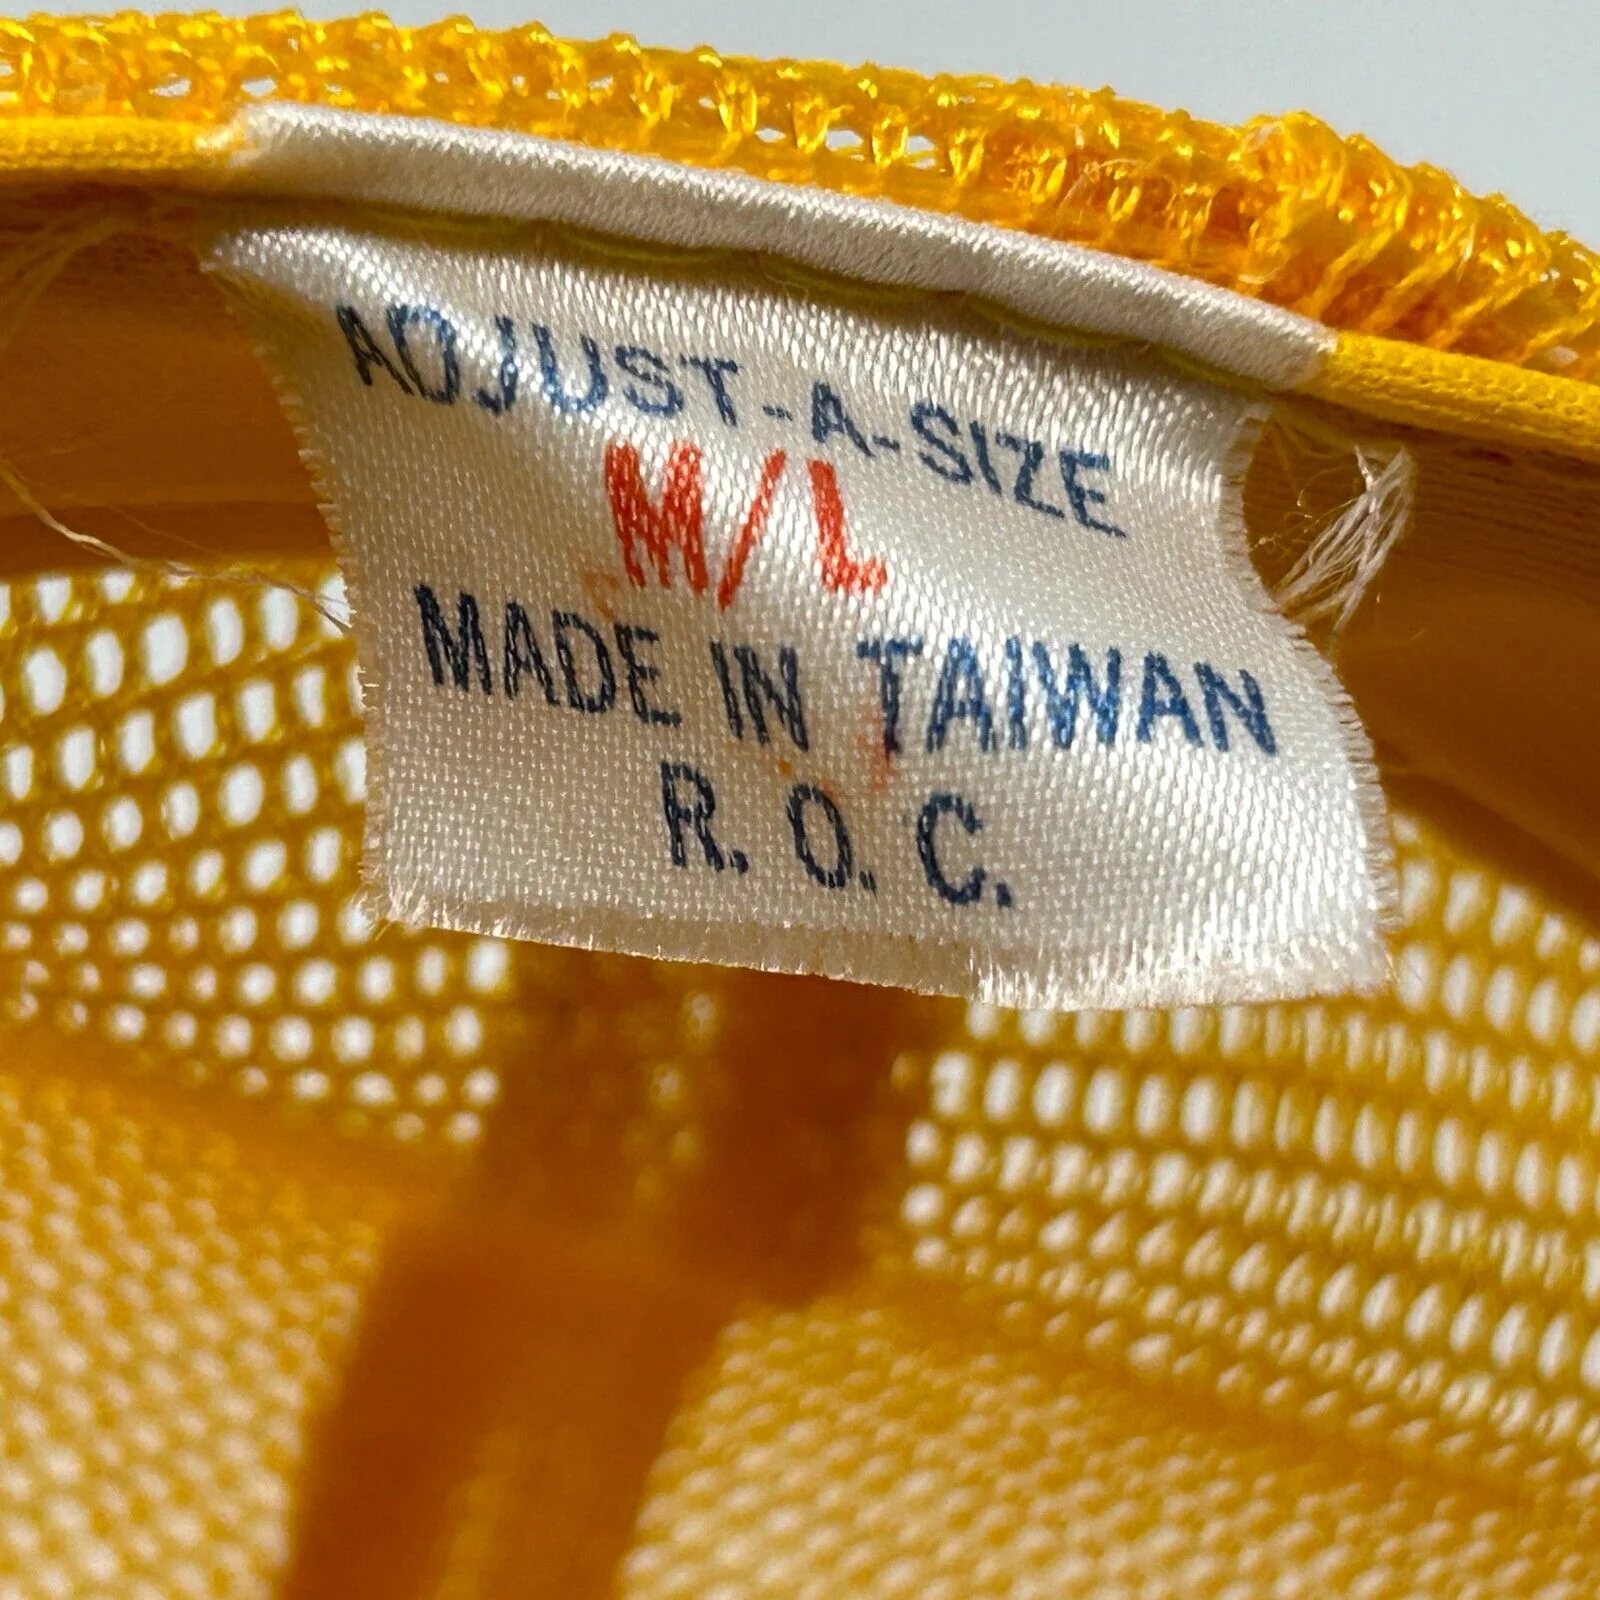 ADJUST-A-SIZE
M/L
MADE IN TAIWAN
R. O. C.